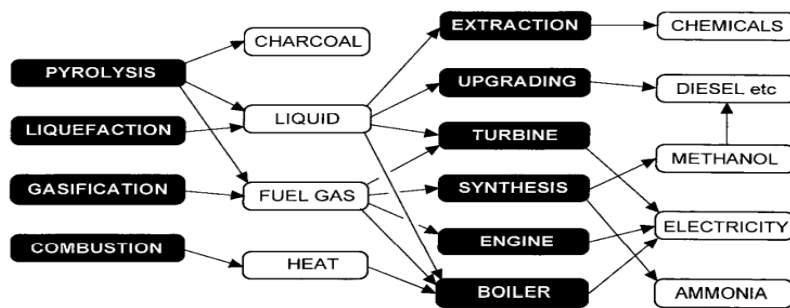 PYROLYSIS
LIQUEFACTION
GASIFICATION
COMBUSTION
CHARCOAL
LIQUID
FUEL GAS
HEAT
EXTRACTION
UPGRADING
TURBINE
SYNTHESIS
ENGINE
BOILER
CHEMICALS
DIESEL etc
METHANOL
ELECTRICITY
AMMONIA